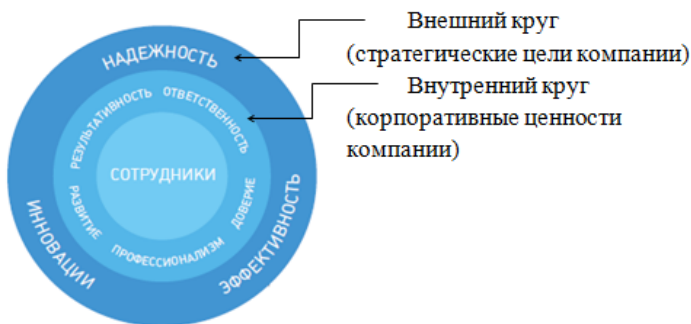 Внешний круг
(стратегические цели компании)
Внутренний круг
(корпоративные ценности
компании)
НАДЕЖНОСТЬ
ЭФФЕКТИВНОСТЬ
ИННОВАЦИИ
РЕЗУЛЬТАТИВНОСТЬ
ОТВЕТСТВЕННОСТЬ
ДОВЕРИЕ
ПРОФЕССИОНАЛИЗМ
РАЗВИТИЕ
СОТРУДНИКИ